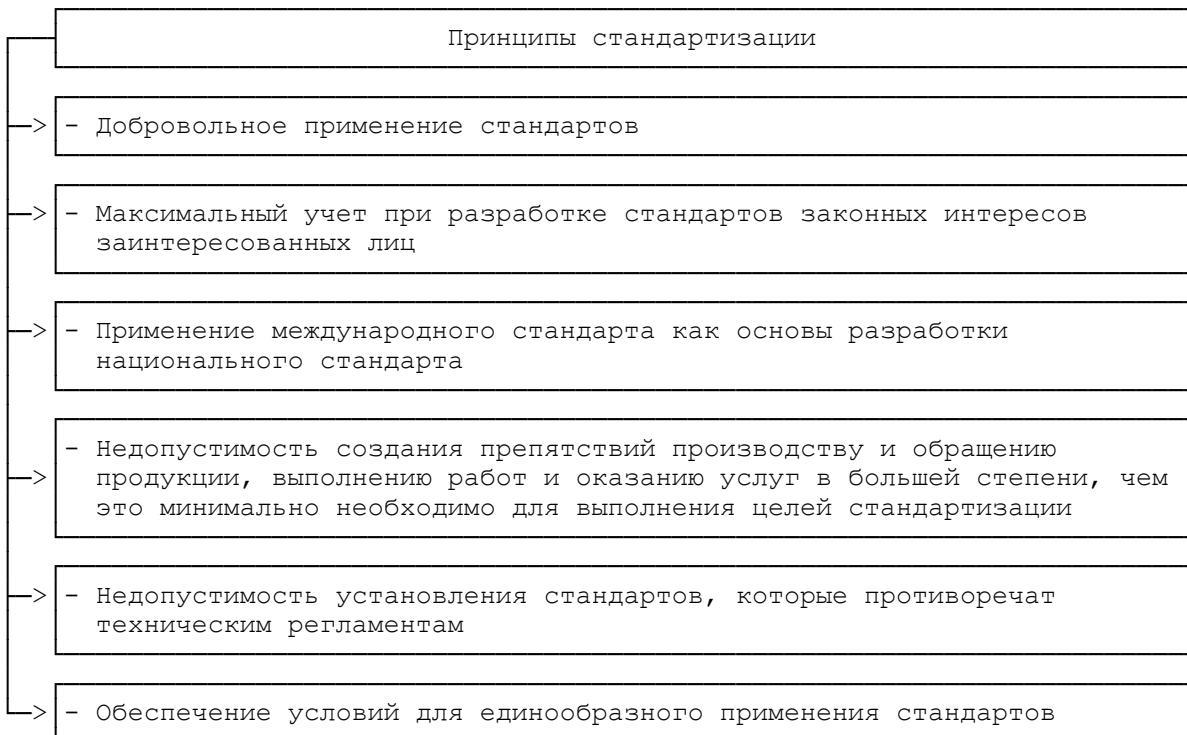 Принципы стандартизации
- Добровольное применение стандартов
- Максимальный учет при разработке стандартов законных интересов
заинтересованных лиц
- Применение международного стандарта как основы разработки
национального стандарта
- Недопустимость создания препятствий производству и обращению
продукции, выполнению работ и оказанию услуг в большей степени, чем
это минимально необходимо для выполнения целей стандартизации
- Недопустимость установления стандартов, которые противоречат
техническим регламентам
- Обеспечение условий для единообразного применения стандартов